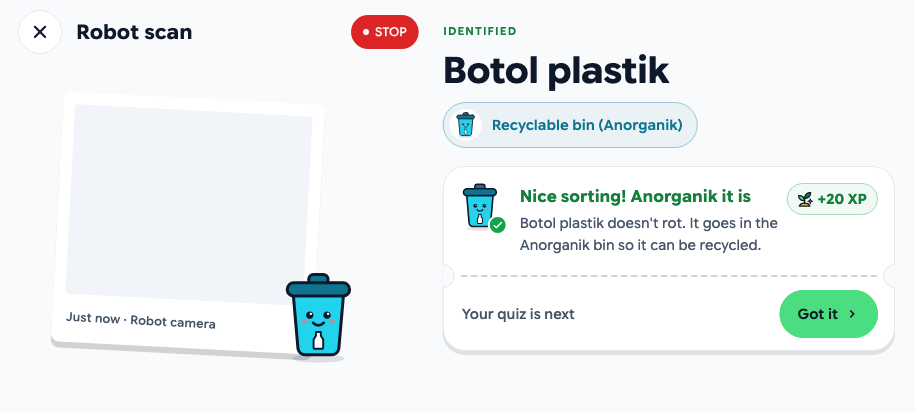 Robot scan
STOP
Just now · Robot camera
IDENTIFIED
Botol plastik
Recyclable bin (Anorganik)
Nice sorting! Anorganik it is
+20 XP
Botol plastik doesn't rot. It goes in the
Anorganik bin so it can be recycled.
Your quiz is next
Got it